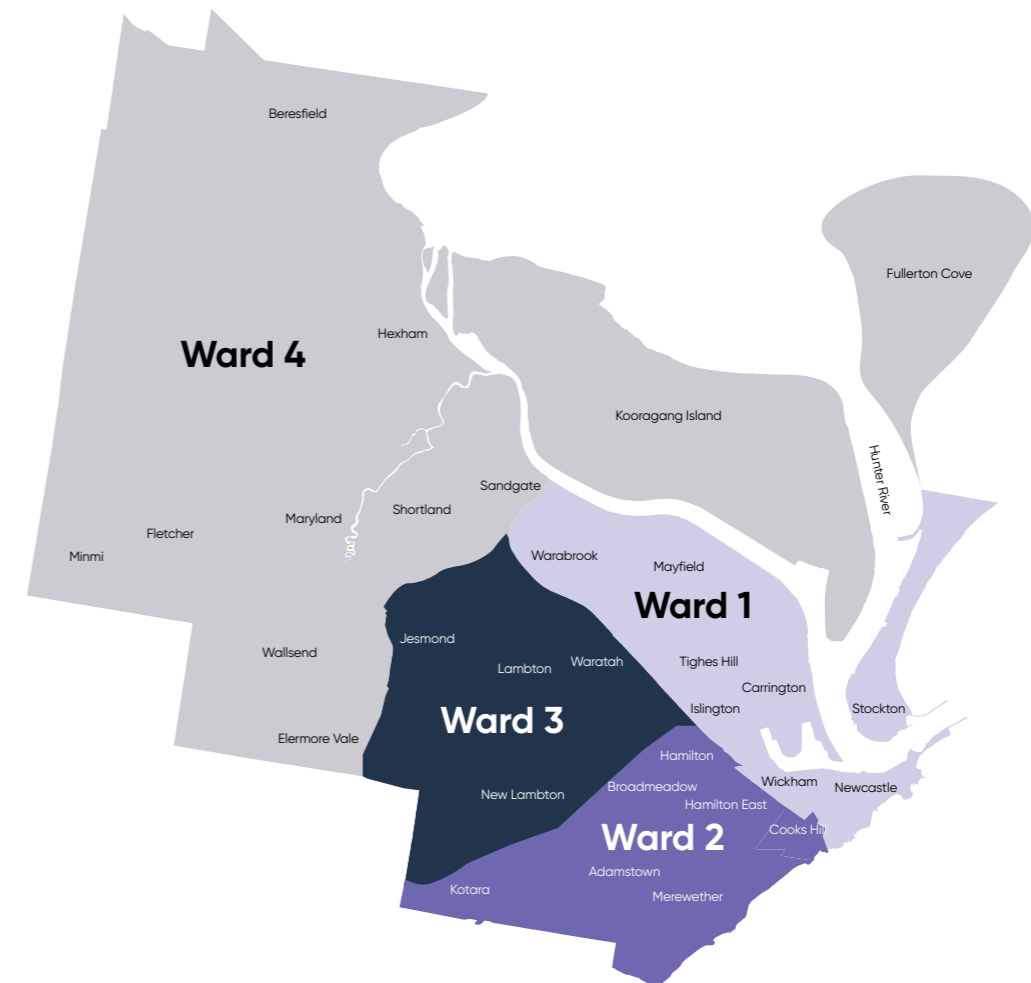 Beresfield
Fullerton Cove
Hexham
Ward 4
Kooragang Island
Hunter River
Sandgate
Shortland
Maryland
Fletcher
Minmi
Warabrook
Mayfield
Ward 1
Jesmond
Wallsend
Lambton
Waratah
Tighes Hill
Carrington
Islington
Stockton
Ward 3
Elermore Vale
Hamilton
Wickham
Newcastle
Broadmeadow
New Lambton
Hamilton East
Cooks Hill
Ward 2
Adamstown
Kotara
Merewether